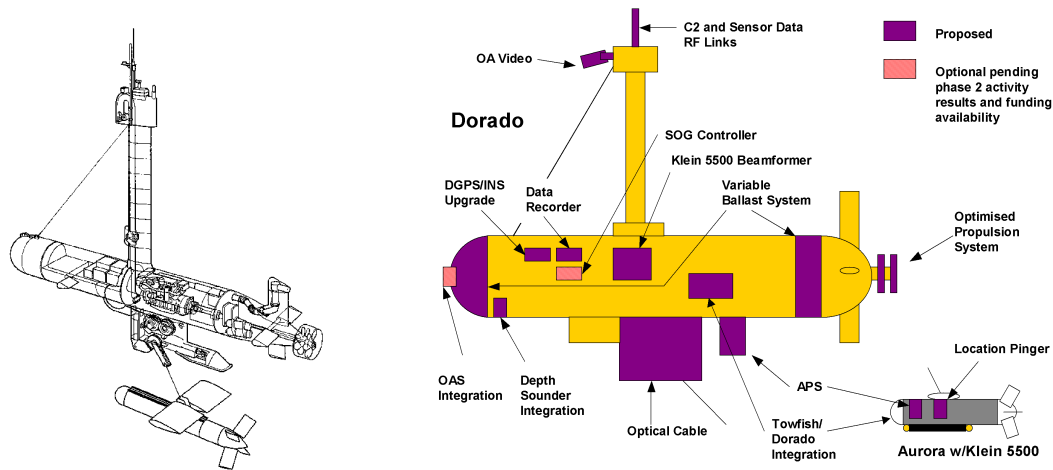 C2 and Sensor Data
RF Links
OA Video
Proposed
Optional pending
phase 2 activity
results and funding
availability
Dorado
SOG Controller
Klein 5500 Beamformer
DGPS/INS
Upgrade
Data
Recorder
Variable
Ballast System
Optimised
Propulsion
System
OAS
Integration
Depth
Sounder
Integration
Optical Cable
APS
Towfish/
Dorado
Integration
Location Pinger
Aurora w/Klein 5500